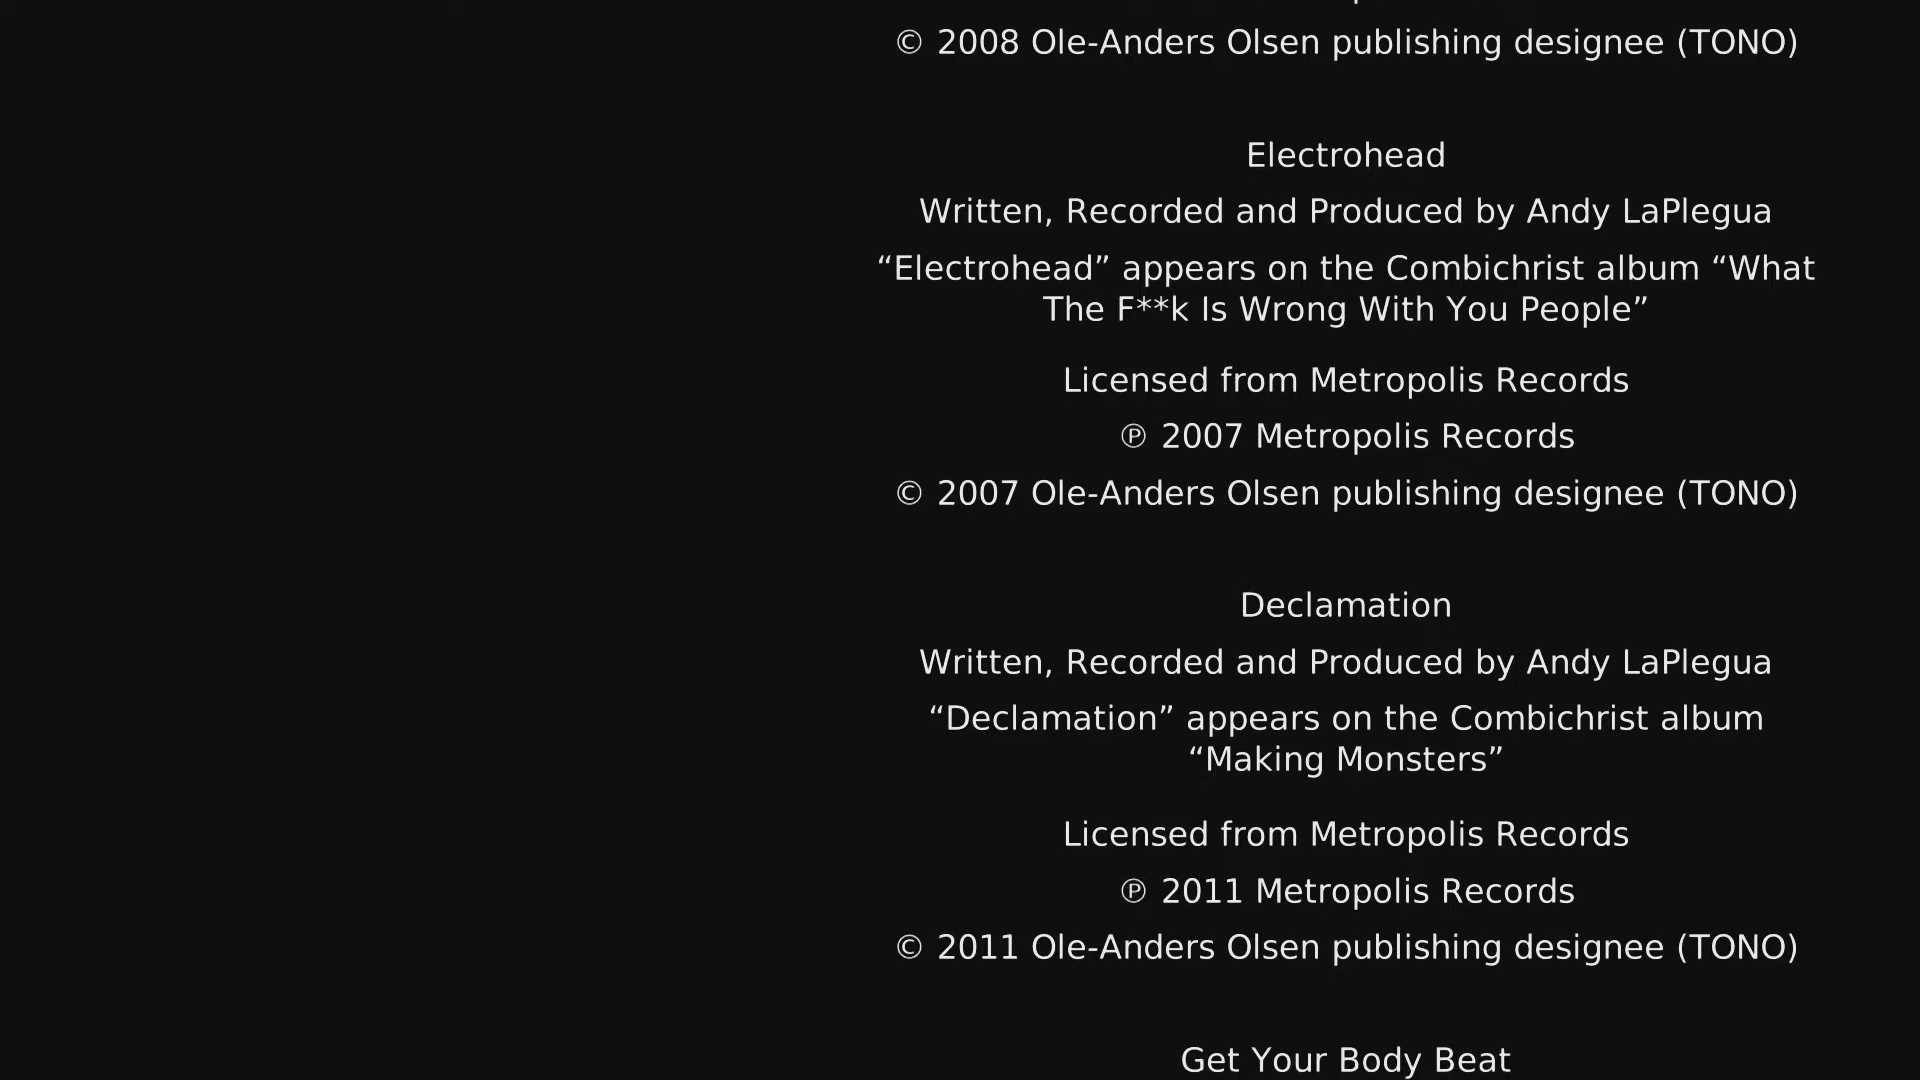 © 2008 Ole-Anders Olsen publishing designee (TONO)
Electrohead
Written, Recorded and Produced by Andy LaPlegua
“Electrohead” appears on the Combichrist album “What
The F**k Is Wrong With You People”
Licensed from Metropolis Records
℗ 2007 Metropolis Records
© 2007 Ole-Anders Olsen publishing designee (TONO)
Declamation
Written, Recorded and Produced by Andy LaPlegua
“Declamation” appears on the Combichrist album
“Making Monsters”
Licensed from Metropolis Records
℗ 2011 Metropolis Records
© 2011 Ole-Anders Olsen publishing designee (TONO)
Get Your Body Beat